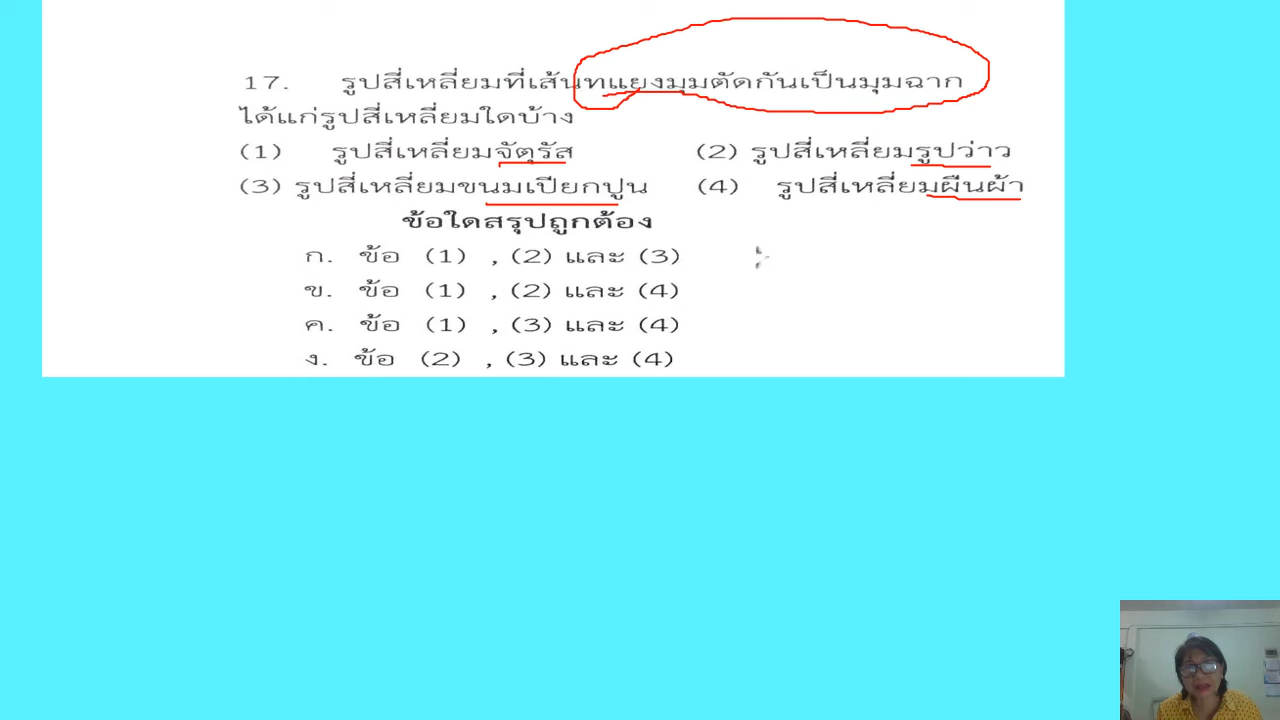 17. รูปสี่เหลี่ยมที่เส้นทแยงมุมตัดกันเป็นมุมฉาก
ได้แก่รูปสี่เหลี่ยมใดบ้าง
(1) รูปสี่เหลี่ยมจัตุรัส (2) รูปสี่เหลี่ยมรูปว่าว
(3) รูปสี่เหลี่ยมขนมเปียกปูน (4) รูปสี่เหลี่ยมผืนผ้า
ข้อใดสรุปถูกต้อง
ก. ข้อ (1) , (2) และ (3)
ข. ข้อ (1) , (2) และ (4)
ค. ข้อ (1) , (3) และ (4)
ง. ข้อ (2) , (3) และ (4)